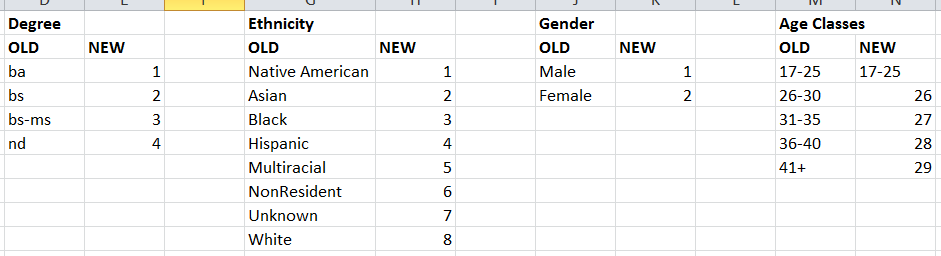 D E F G H I J K L M N
Degree Ethnicity Gender Age Classes
OLD NEW OLD NEW OLD NEW OLD NEW
ba 1 Native American 1 Male 1 17-25 17-25
bs 2 Asian 2 Female 2 26-30 26
bs-ms 3 Black 3 31-35 27
nd 4 Hispanic 4 36-40 28
Multiracial 5 41+ 29
NonResident 6
Unknown 7
White 8